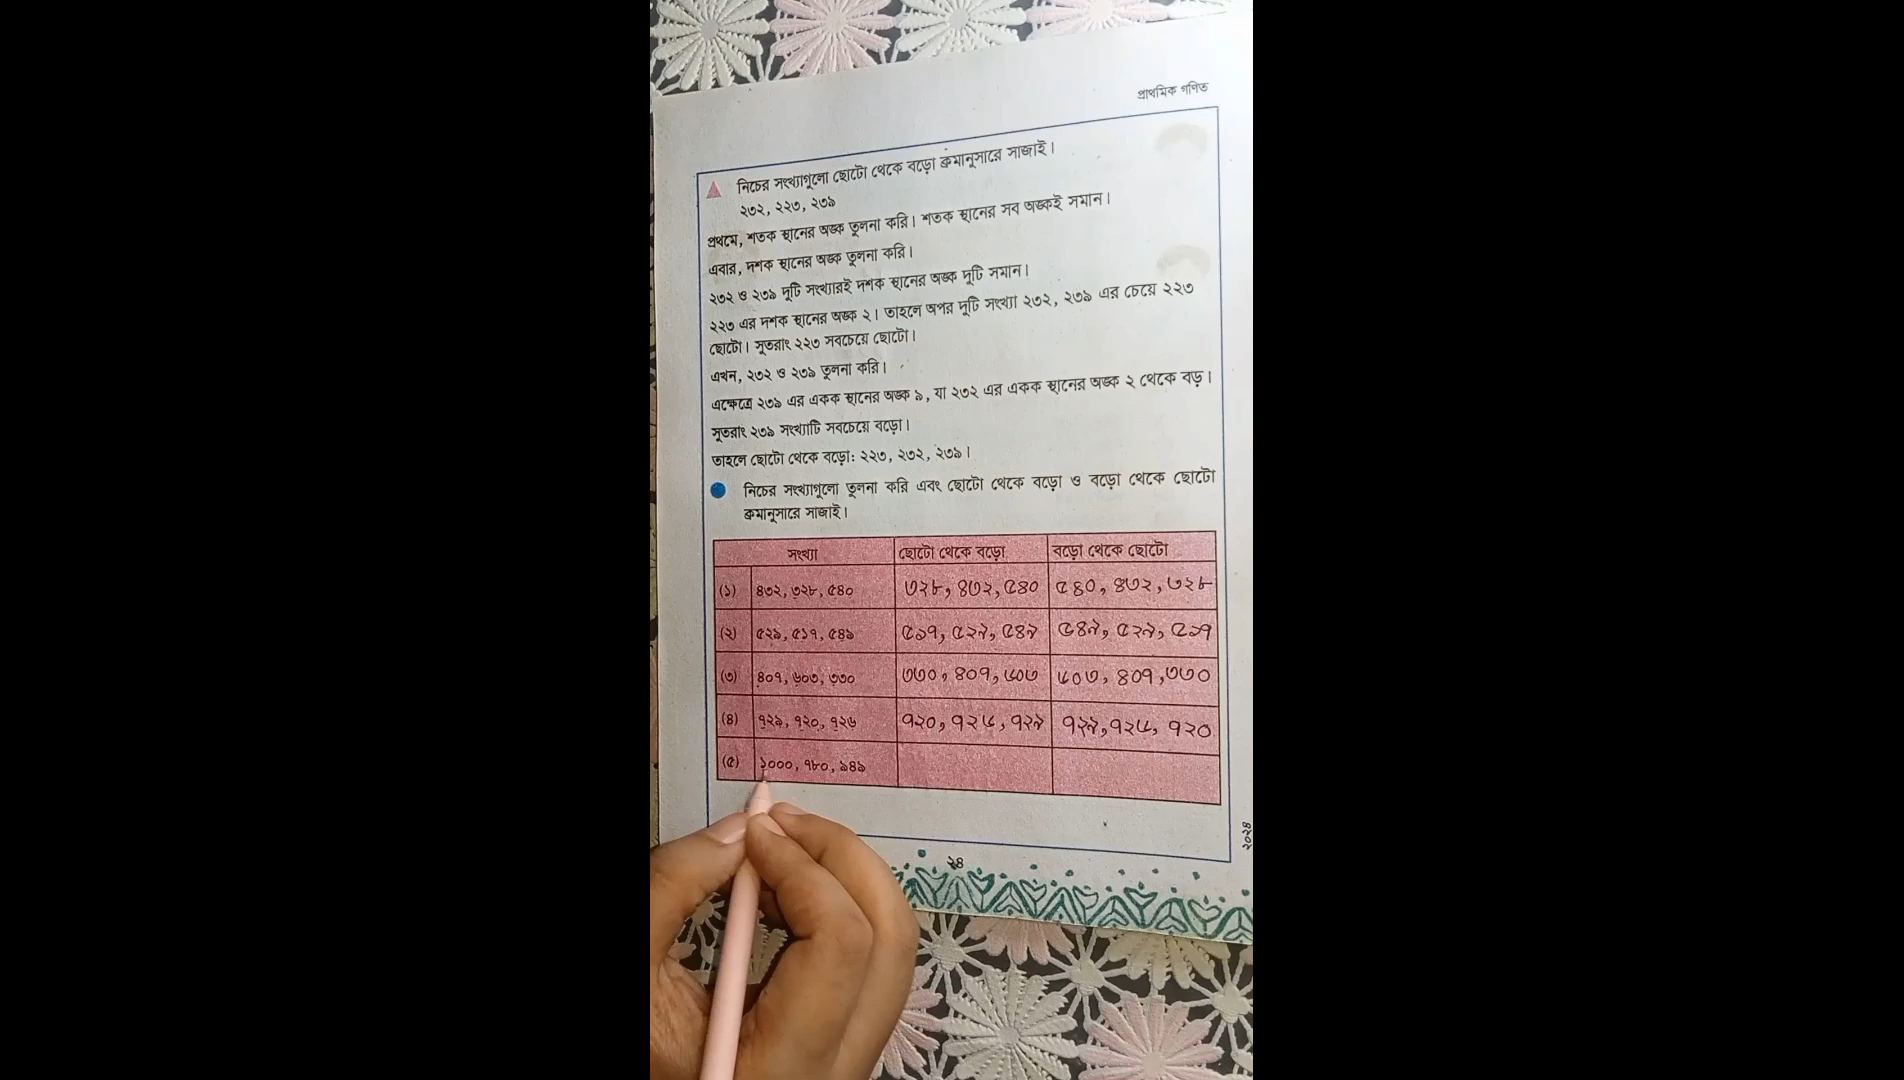 প্রাথমিক গণিত
নিচের সংখ্যাগুলো ছোটো থেকে বড়ো ক্রমানুসারে সাজাই।
২৩২, ২২৩, ২৩৯
প্রথমে, শতক স্থানের অঙ্ক তুলনা করি। শতক স্থানের সব অঙ্কই সমান।
এবার, দশক স্থানের অঙ্ক তুলনা করি।
২৩২ ও ২৩৯ দুটি সংখ্যারই দশক স্থানের অঙ্ক দুটি সমান।
২২৩ এর দশক স্থানের অঙ্ক ২। তাহলে অপর দুটি সংখ্যা ২৩২, ২৩৯ এর চেয়ে ২২৩
ছোটো। সুতরাং ২২৩ সবচেয়ে ছোটো।
এখন, ২৩২ ও ২৩৯ তুলনা করি।
এক্ষেত্রে ২৩৯ এর একক স্থানের অঙ্ক ৯, যা ২৩২ এর একক স্থানের অঙ্ক ২ থেকে বড়।
সুতরাং ২৩৯ সংখ্যাটি সবচেয়ে বড়ো।
তাহলে ছোটো থেকে বড়ো: ২২৩, ২৩২, ২৩৯।
নিচের সংখ্যাগুলো তুলনা করি এবং ছোটো থেকে বড়ো ও বড়ো থেকে ছোটো
ক্রমানুসারে সাজাই।
সংখ্যা ছোটো থেকে বড়ো বড়ো থেকে ছোটো
(১) ৪৩২, ৩২৮, ৫৪০ ৩২৮, ৪৩২, ৫৪০ ৫৪০, ৪৩২, ৩২৮
(২) ৫২৯, ৫১৭, ৫৪৯ ৫১৭, ৫২৯, ৫৪৯ ৫৪৯, ৫২৯, ৫১৭
(৩) ৪০৭, ৬০৩, ৩৩০ ৩৩০, ৪০৭, ৬০৩ ৬০৩, ৪০৭, ৩৩০
(৪) ৭২৯, ৭২০, ৭২৬ ৭২০, ৭২৬, ৭২৯ ৭২৯, ৭২৬, ৭২০
(৫) ১০০০, ৭৮০, ৯৪৯
২৪
২০২৪